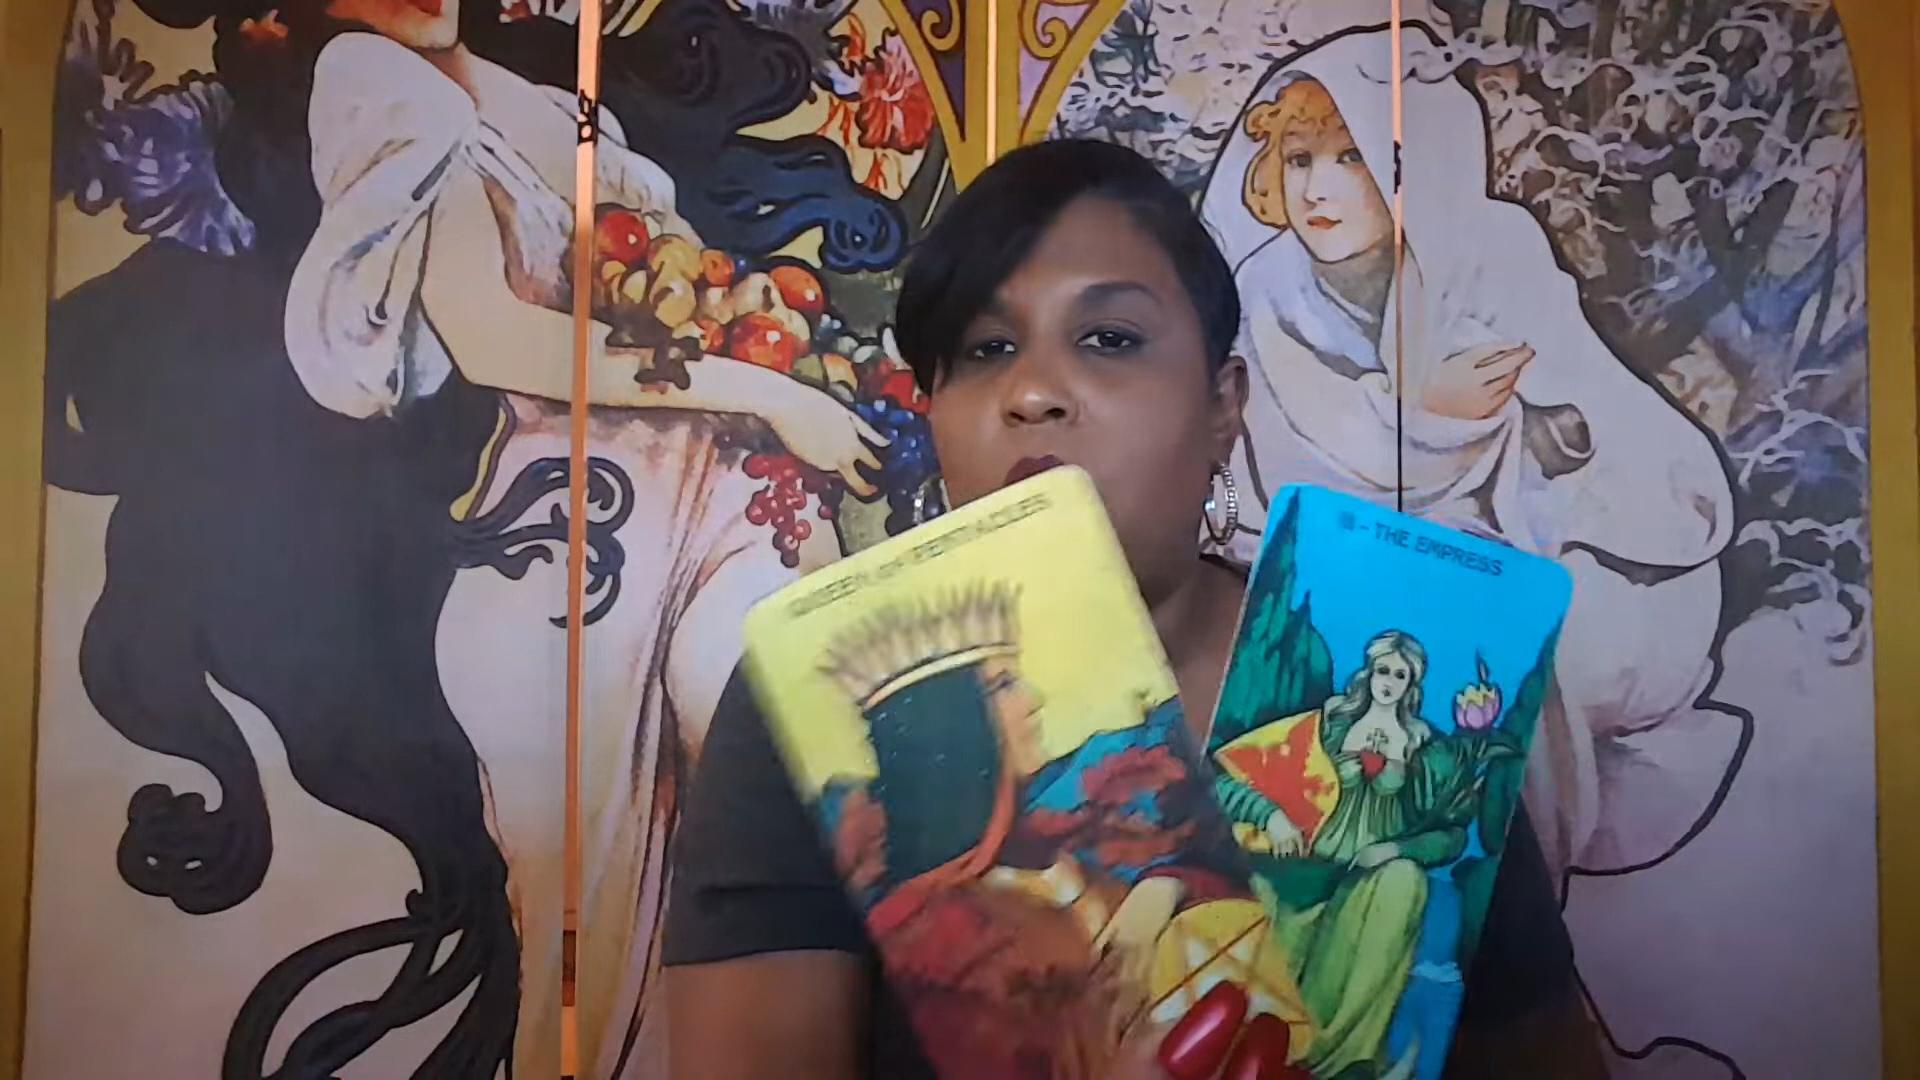 QUEEN of PENTACLES
III - THE EMPRESS